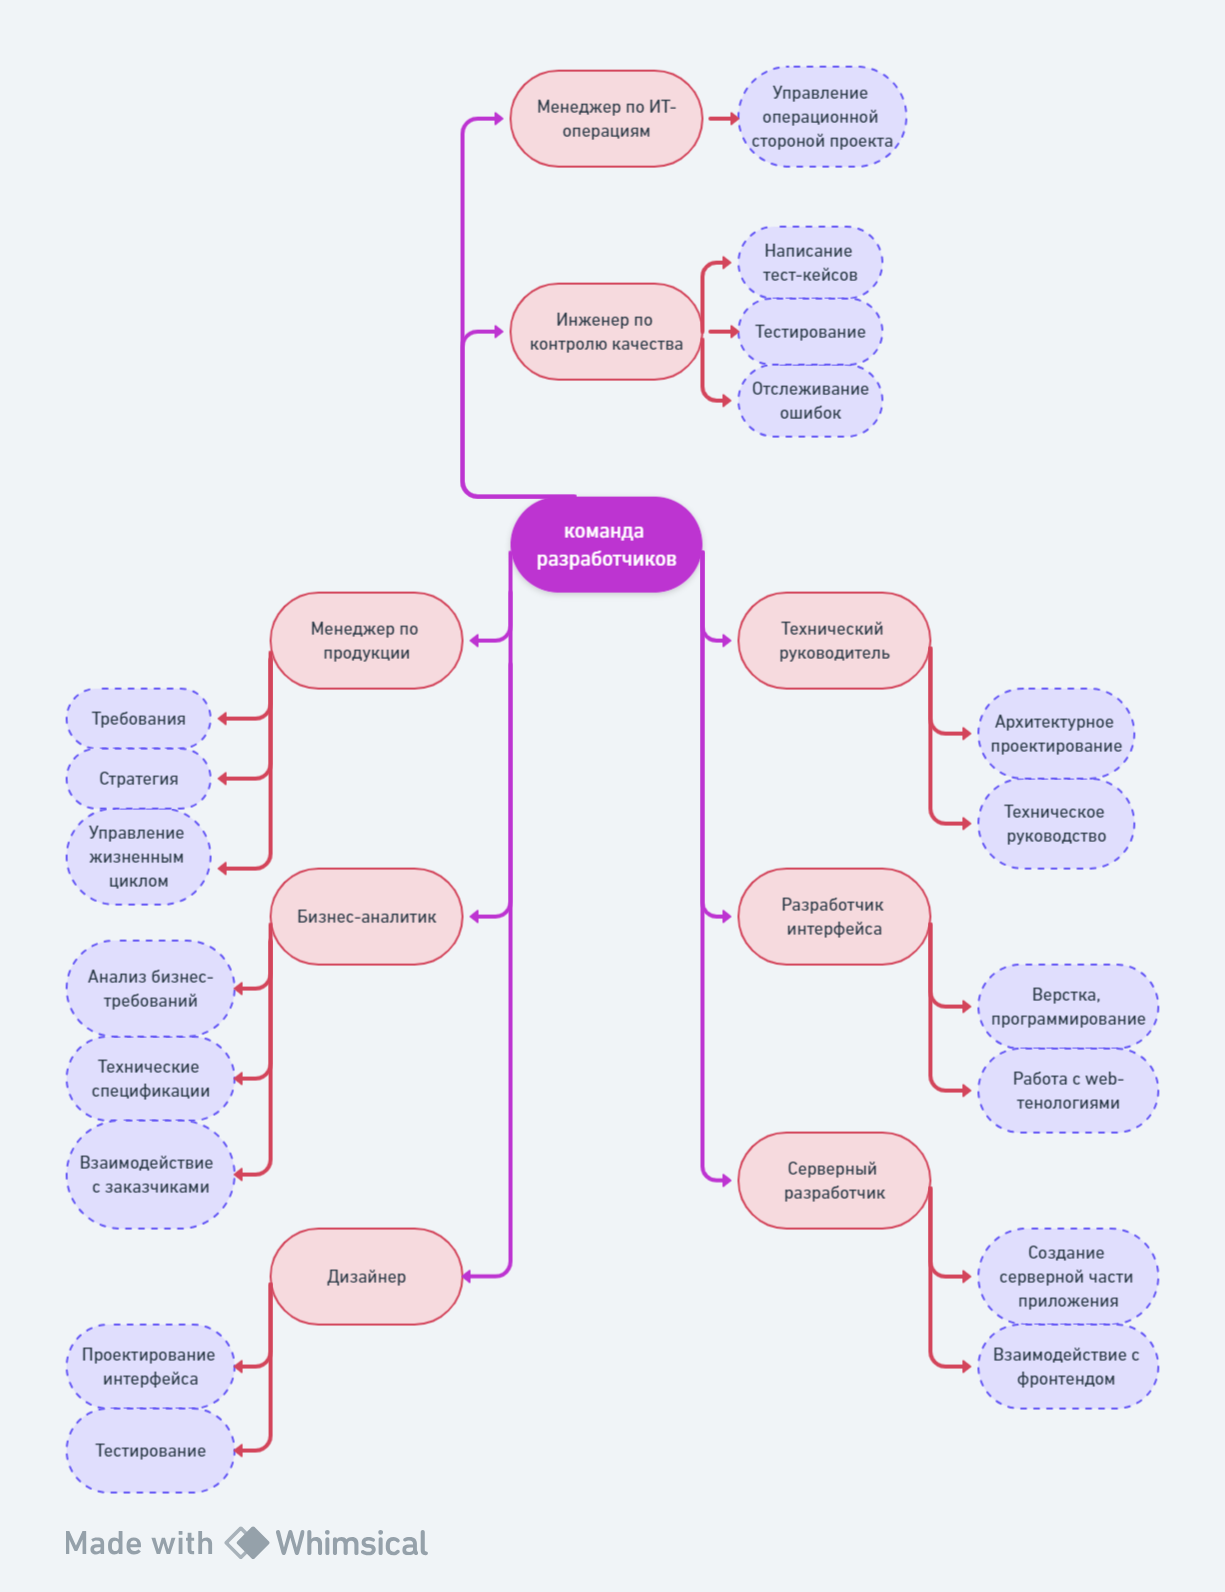 Менеджер по ИТ-
операциям
Управление
операционной
стороной проекта
Инженер по
контролю качества
Написание
тест-кейсов
Тестирование
Отслеживание
ошибок
команда
разработчиков
Менеджер по
продукции
Требования
Стратегия
Управление
жизненным
циклом
Бизнес-аналитик
Анализ бизнес-
требований
Технические
спецификации
Взаимодействие
с заказчиками
Дизайнер
Проектирование
интерфейса
Тестирование
Технический
руководитель
Архитектурное
проектирование
Техническое
руководство
Разработчик
интерфейса
Верстка,
программирование
Работа с web-
тенологиями
Серверный
разработчик
Создание
серверной части
приложения
Взаимодействие с
фронтендом
Made with Whimsical